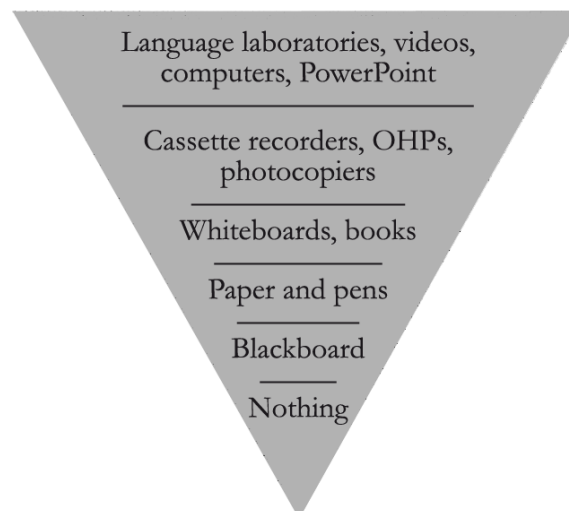 Language laboratories, videos,
computers, PowerPoint
Cassette recorders, OHPs,
photocopiers
Whiteboards, books
Paper and pens
Blackboard
Nothing